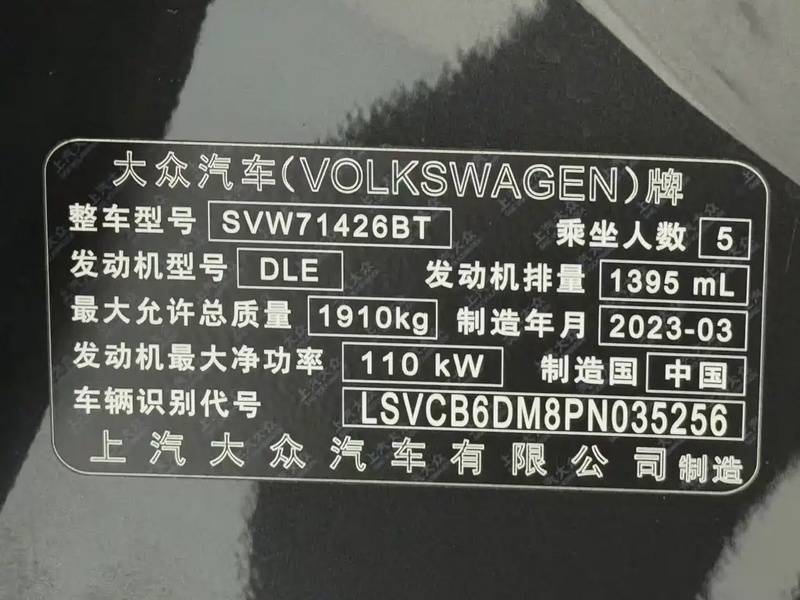 大众汽车(VOLKSWAGEN)牌
整车型号 SVW71426BT 乘坐人数 5
发动机型号 DLE 发动机排量 1395 mL
最大允许总质量 1910kg 制造年月 2023-03
发动机最大净功率 110 kW 制造国 中国
车辆识别代号 LSVCB6DM8PN035256
上汽大众汽车有限公司制造